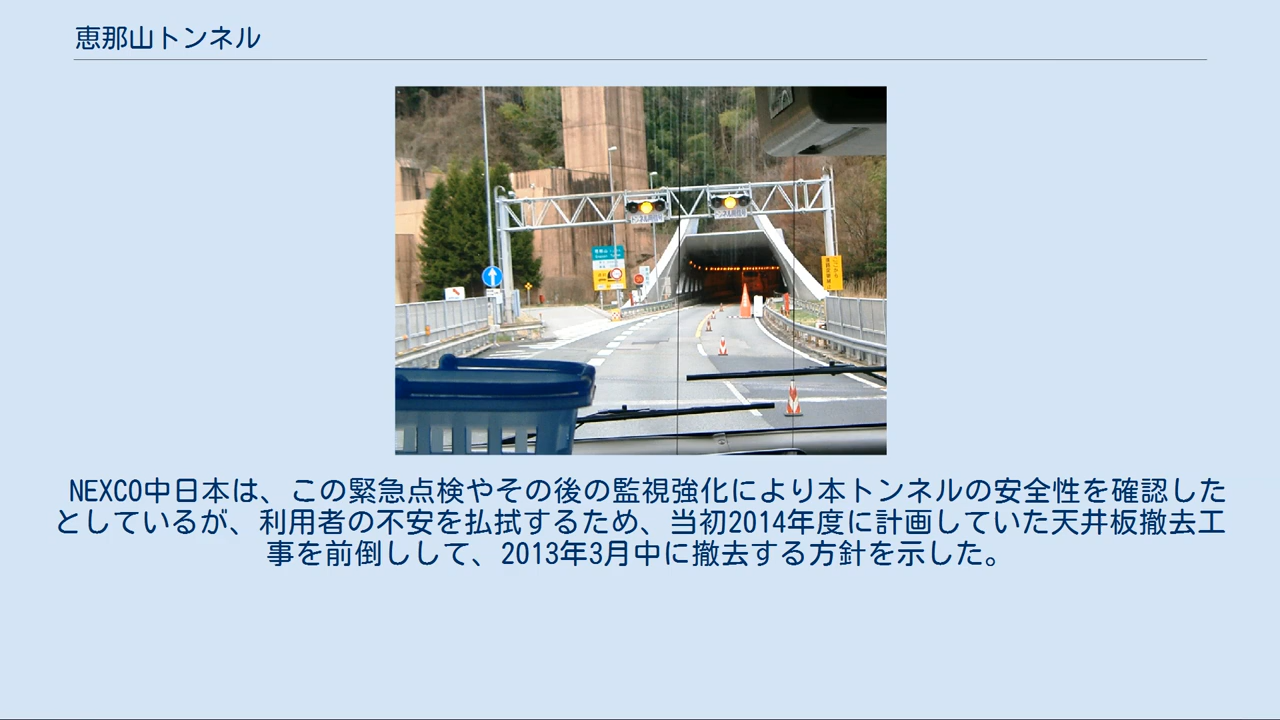 恵那山トンネル
NEXCO中日本は、この緊急点検やその後の監視強化により本トンネルの安全性を確認した
としているが、利用者の不安を払拭するため、当初2014年度に計画していた天井板撤去工
事を前倒しして、2013年3月中に撤去する方針を示した。